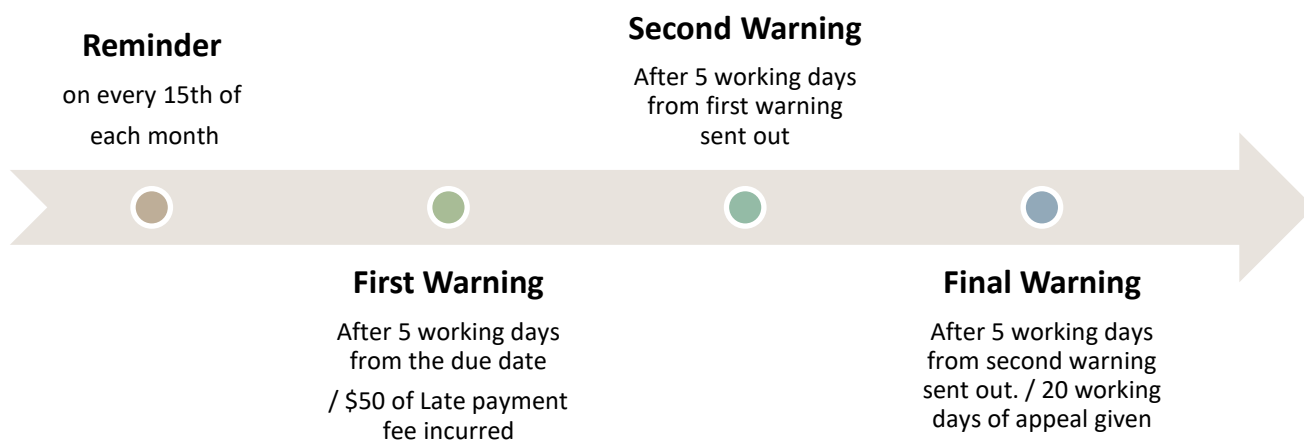 Reminder
on every 15th of
each month
First Warning
After 5 working days
from the due date
/ $50 of Late payment
fee incurred
Second Warning
After 5 working days
from first warning
sent out
Final Warning
After 5 working days
from second warning
sent out. / 20 working
days of appeal given